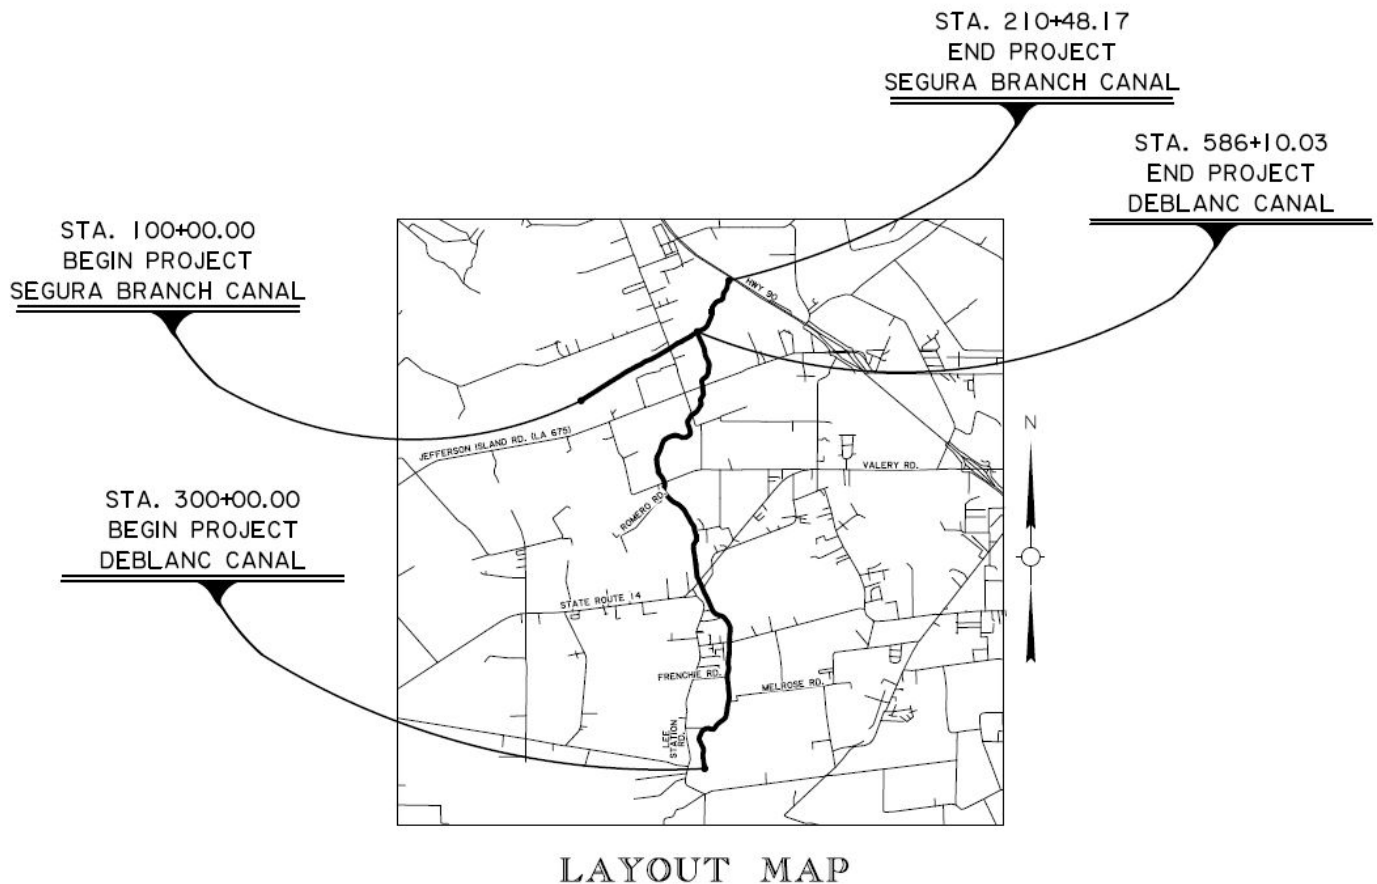 STA. 210+48.17
END PROJECT
SEGURA BRANCH CANAL
STA. 586+10.03
END PROJECT
DEBLANC CANAL
STA. 100+00.00
BEGIN PROJECT
SEGURA BRANCH CANAL
HWY 90
JEFFERSON ISLAND RD. (LA 675)
N
VALERY RD.
STA. 300+00.00
BEGIN PROJECT
DEBLANC CANAL
ROMERO RD.
STATE ROUTE 14
FRENCHIE RD.
MELROSE RD.
LEE
STATION
RD.
LAYOUT MAP